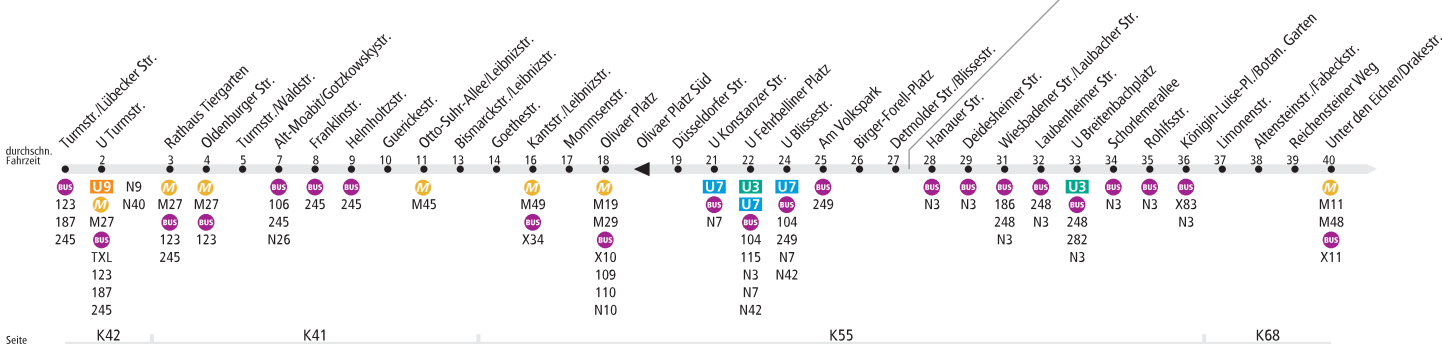 Turmstr./Lübecker Str.
U Turmstr.
Rathaus Tiergarten
Oldenburger Str.
Turmstr./Waldstr.
Alt-Moabit/Gotzkowskystr.
Franklinstr.
Helmholtzstr.
Guerickestr.
Otto-Suhr-Allee/Leibnizstr.
Bismarckstr./Leibnizstr.
Goethestr.
Kantstr./Leibnizstr.
Mommsenstr.
Olivaer Platz
Olivaer Platz Süd
Düsseldorfer Str.
U Konstanzer Str.
U Fehrbelliner Platz
U Blissestr.
Am Volkspark
Birger-Forell-Platz
Detmolder Str./Blissestr.
Hanauer Str.
Deidesheimer Str.
Wiesbadener Str./Laubacher Str.
Laubenheimer Str.
U Breitenbachplatz
Schorlemerallee
Rohlfsstr.
Königin-Luise-Pl./Botan. Garten
Limonenstr.
Altensteinstr./Fabeckstr.
Reichensteiner Weg
Unter den Eichen/Drakestr.
durchschn.
Fahrzeit
2 3 4 5 7 8 9 10 11 13 14 16 17 18 19 21 22 24 25 26 27 28 29 31 32 33 34 35 36 37 38 39 40
BUS
123
187
245
U9
M
M27
BUS
TXL
123
187
245
N9
N40
M
M27
BUS
123
245
M
M27
BUS
123
BUS
106
245
N26
BUS
245
BUS
245
M
M45
M
M49
BUS
X34
M
M19
M29
BUS
X10
109
110
N10
U7
BUS
N7
U3
U7
BUS
104
115
N3
N7
N42
U7
BUS
104
249
N7
N42
BUS
249
BUS
N3
BUS
N3
BUS
186
248
N3
BUS
248
N3
U3
BUS
248
282
N3
BUS
N3
BUS
N3
BUS
X83
N3
M
M11
M48
BUS
X11
Seite
K42 K41 K55 K68